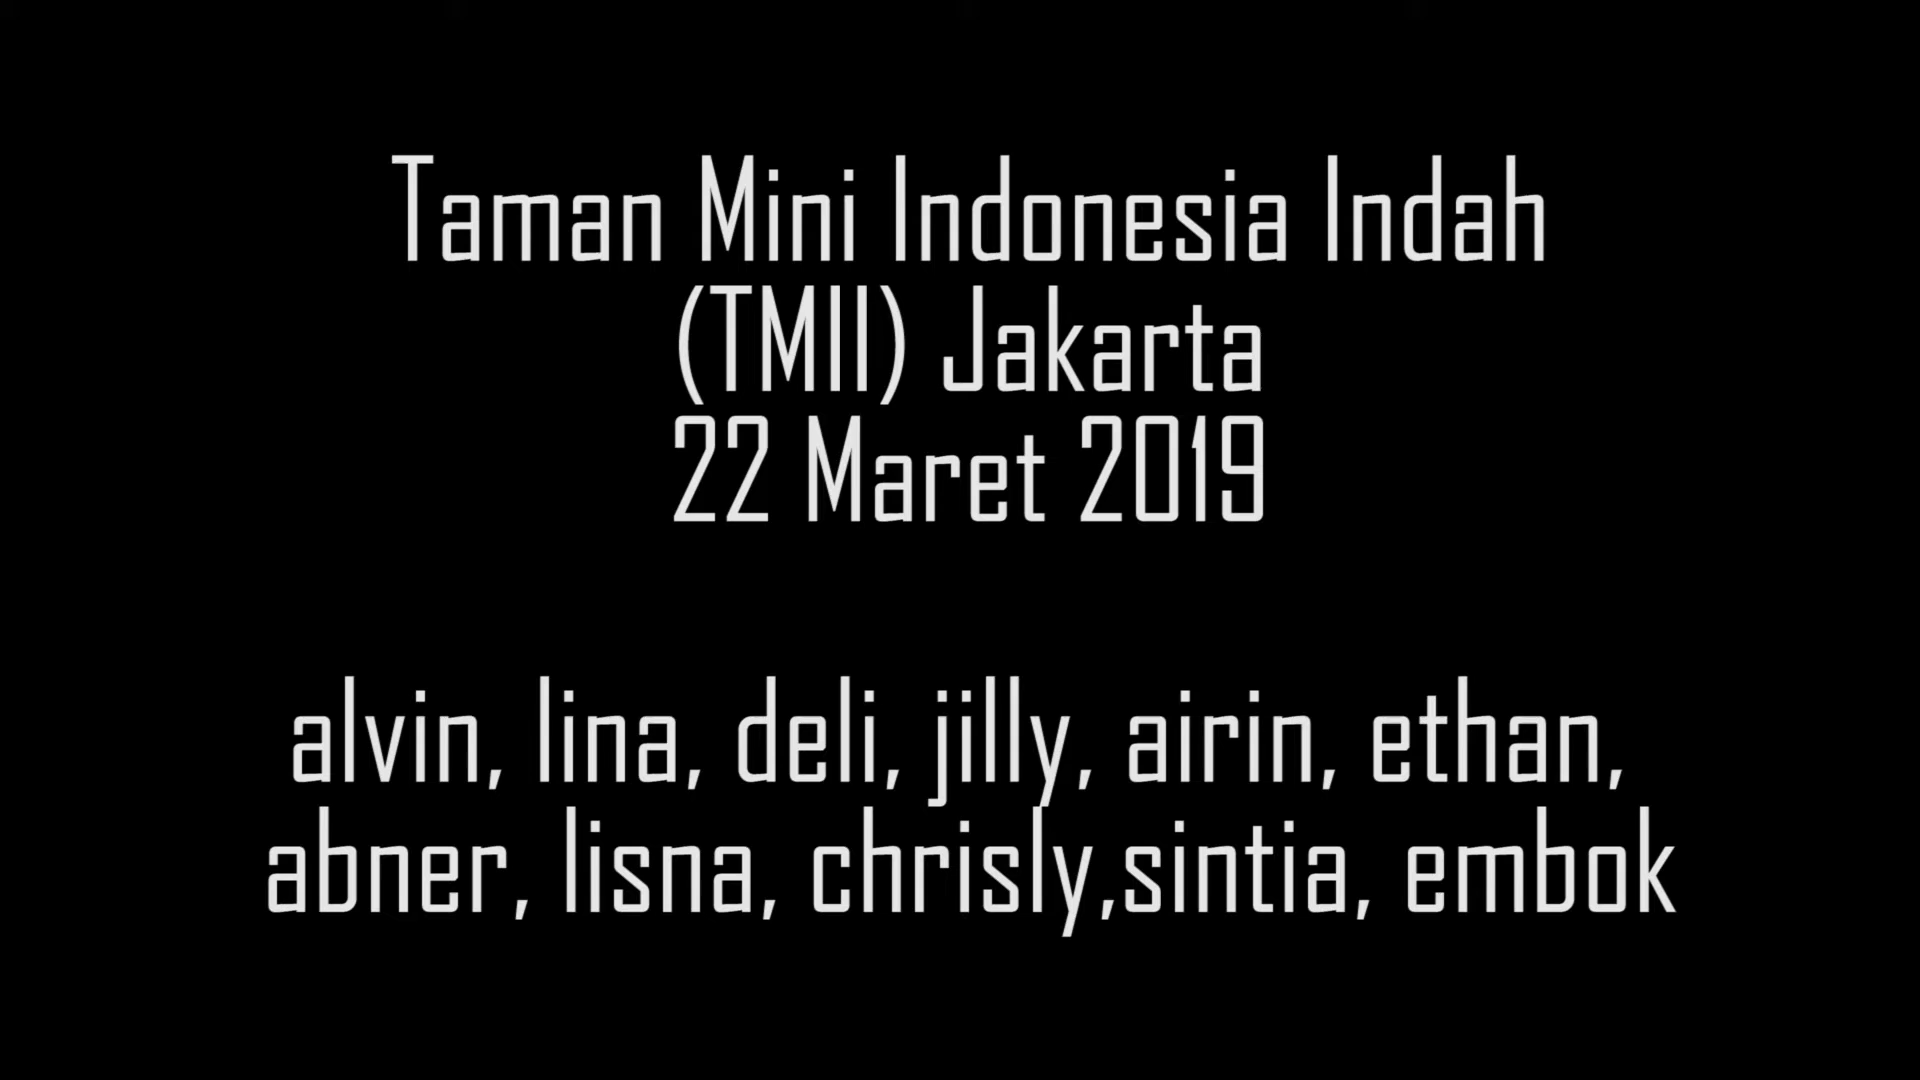 Taman Mini Indonesia Indah
(TMII) Jakarta
22 Maret 2019
alvin, lina, deli, jilly, airin, ethan,
abner, lisna, chrisly,sintia, embok